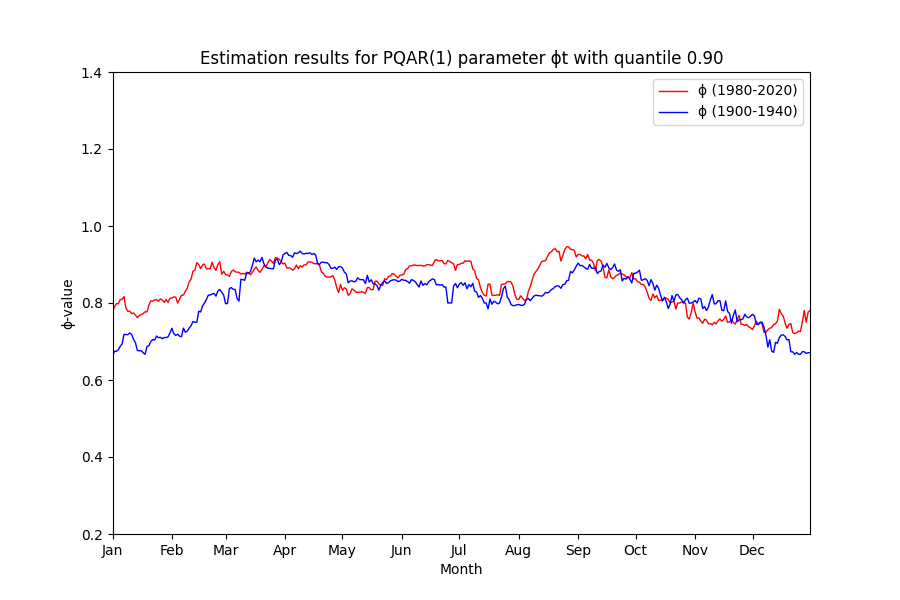 Estimation results for PQAR(1) parameter ϕt with quantile 0.90
ϕ (1980-2020)
ϕ (1900-1940)
1.4
1.2
1.0
0.8
0.6
0.4
0.2
ϕ-value
Jan Feb Mar Apr May Jun Jul Aug Sep Oct Nov Dec
Month